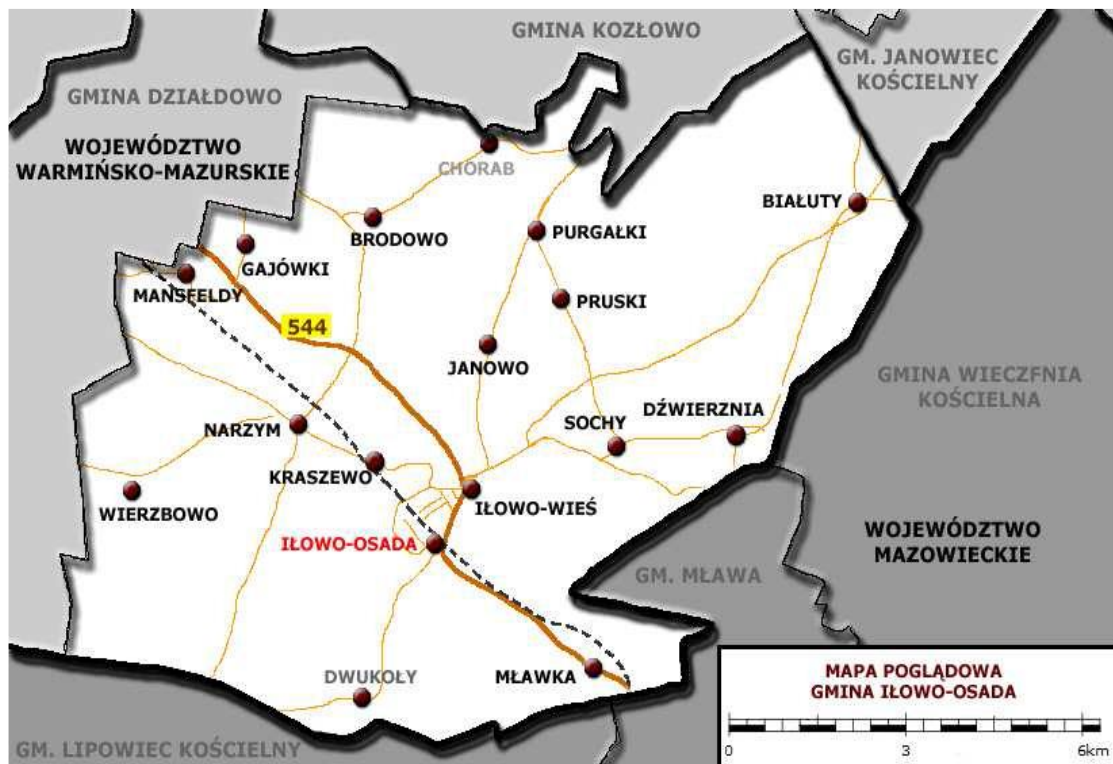 GMINA KOZŁOWO
GM. JANOWIEC
KOŚCIELNY
GMINA DZIAŁDOWO
WOJEWÓDZTWO
WARMIŃSKO-MAZURSKIE
CHORAB
BIAŁUTY
BRODOWO
PURGAŁKI
GAJÓWKI
MANSFELDY
PRUSKI
544
JANOWO
GMINA WIECZFNIA
KOŚCIELNA
DŹWIERZNIA
SOCHY
NARZYM
KRASZEWO
IŁOWO-WIEŚ
WIERZBOWO
WOJEWÓDZTWO
MAZOWIECKIE
IŁOWO-OSADA
GM. MŁAWA
DWUKOŁY
MŁAWKA
MAPA POGLĄDOWA
GMINA IŁOWO-OSADA
GM. LIPOWIEC KOŚCIELNY
0 3 6km